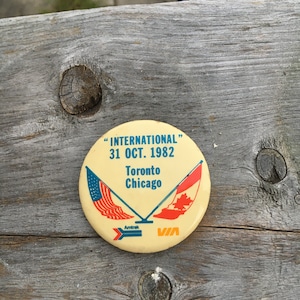 "INTERNATIONAL"
31 OCT. 1982
Toronto
Chicago
Amtrak
VIA